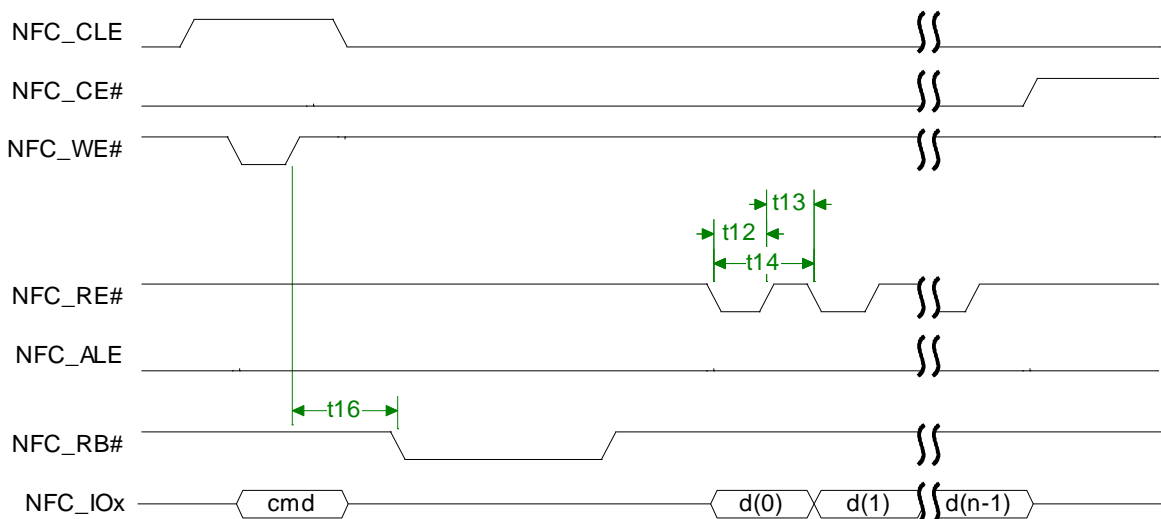 NFC_CLE
NFC_CE#
NFC_WE#
t13
t12
t14
NFC_RE#
NFC_ALE
t16
NFC_RB#
NFC_IOx cmd d(0) d(1) d(n-1)